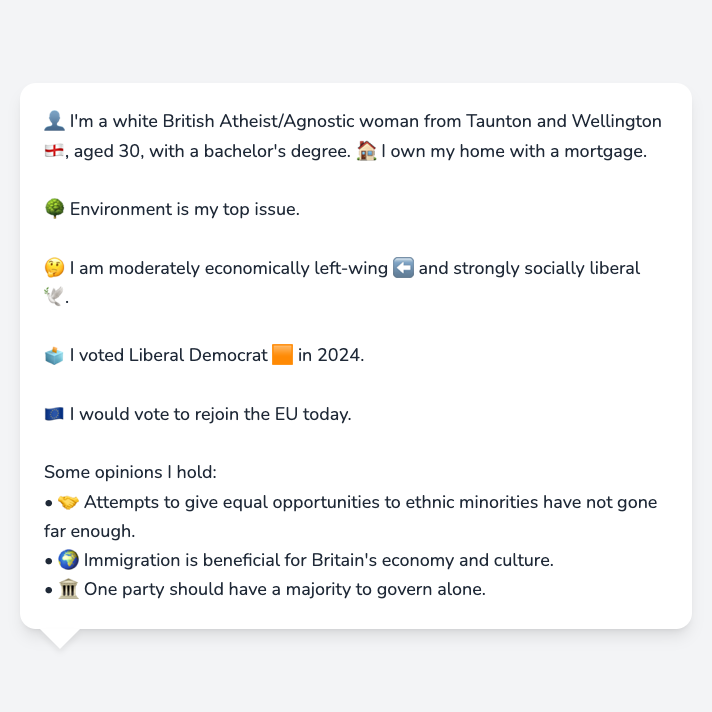 👤 I'm a white British Atheist/Agnostic woman from Taunton and Wellington
🏴󠁧󠁢󠁥󠁮󠁧󠁿, aged 30, with a bachelor's degree. 🏠 I own my home with a mortgage.
🌳 Environment is my top issue.
🤔 I am moderately economically left-wing ⬅️ and strongly socially liberal
🕊️.
🗳️ I voted Liberal Democrat 🟧 in 2024.
🇪🇺 I would vote to rejoin the EU today.
Some opinions I hold:
• 🤝 Attempts to give equal opportunities to ethnic minorities have not gone
far enough.
• 🌍 Immigration is beneficial for Britain's economy and culture.
• 🏛️ One party should have a majority to govern alone.